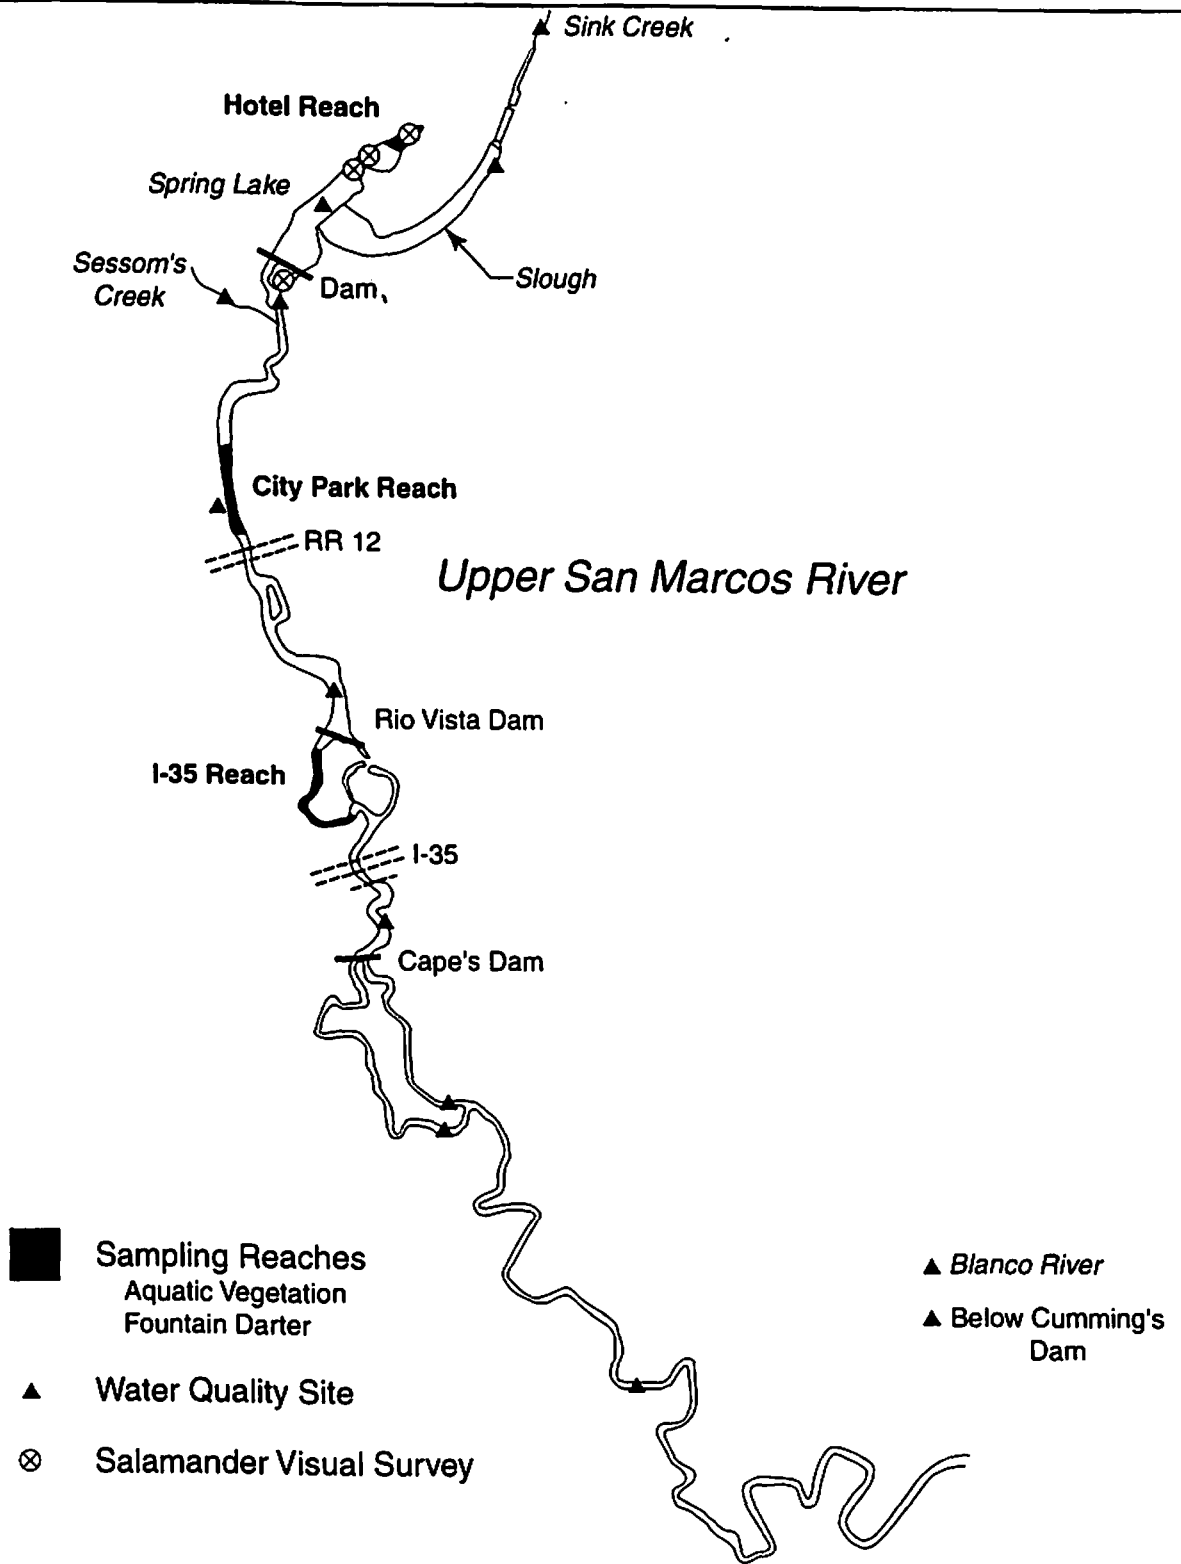 Sink Creek
Hotel Reach
Spring Lake
Sessom's
Creek
Slough
Dam
City Park Reach
RR 12
Upper San Marcos River
Rio Vista Dam
I-35 Reach
I-35
Cape's Dam
Sampling Reaches
Aquatic Vegetation
Fountain Darter
Water Quality Site
Salamander Visual Survey
Blanco River
Below Cumming's
Dam